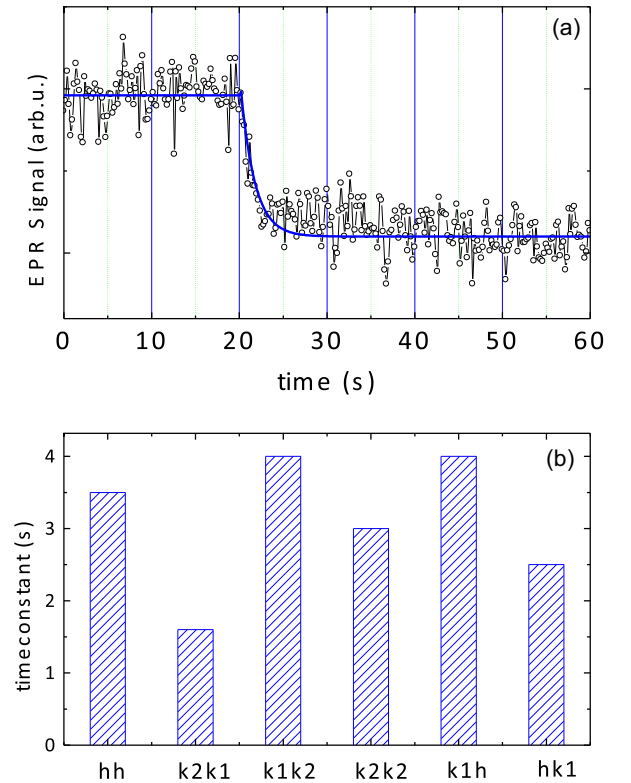 (a)
EPR Signal (arb.u.)
0 10 20 30 40 50 60
time (s)
(b)
timeconstant (s)
4
3
2
1
0
hh k2k1 k1k2 k2k2 k1h hk1